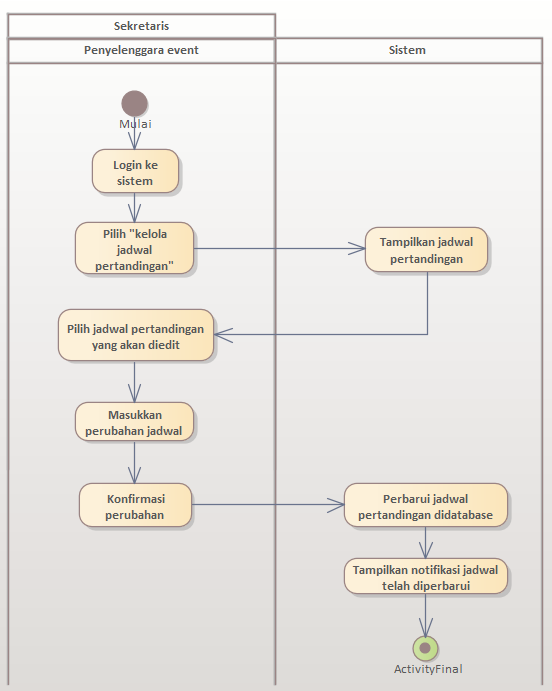 Sekretaris
Penyelenggara event
Sistem
Mulai
Login ke
sistem
Pilih "kelola
jadwal
pertandingan"
Tampilkan jadwal
pertandingan
Pilih jadwal pertandingan
yang akan diedit
Masukkan
perubahan jadwal
Konfirmasi
perubahan
Perbarui jadwal
pertandingan didatabase
Tampilkan notifikasi jadwal
telah diperbarui
ActivityFinal